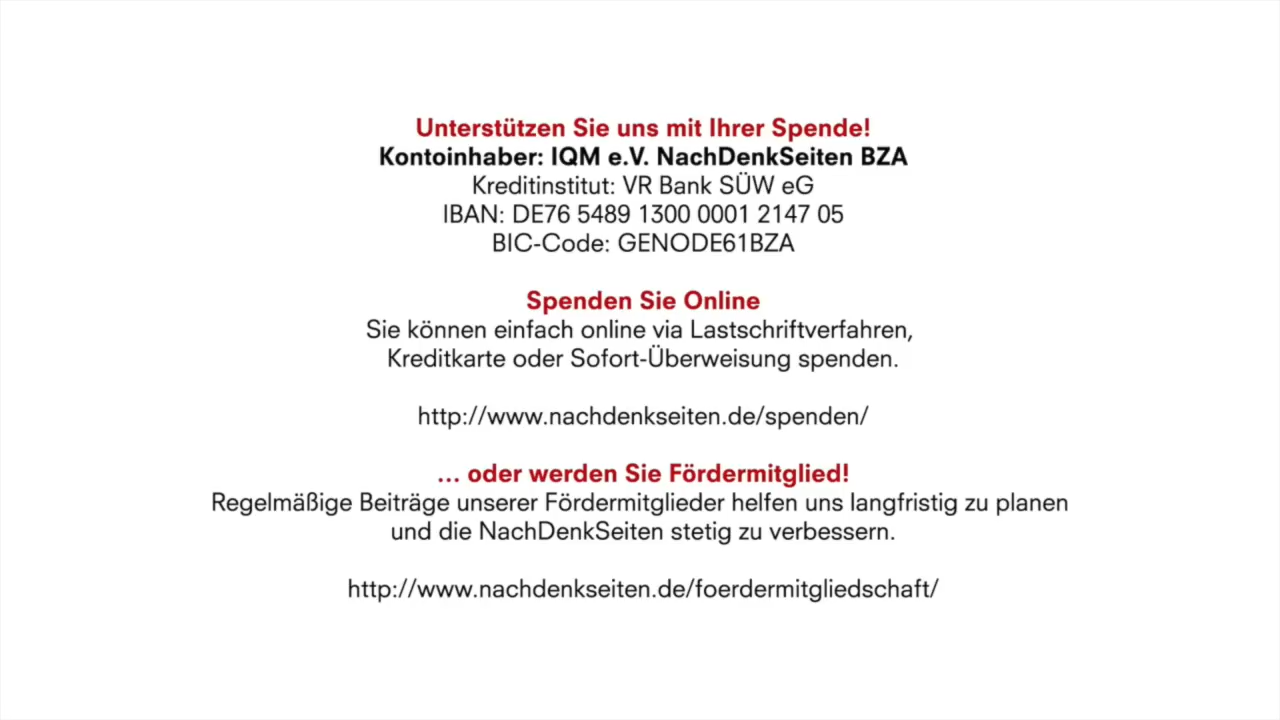 Unterstützen Sie uns mit Ihrer Spende!
Kontoinhaber: IQM e.V. NachDenkSeiten BZA
Kreditinstitut: VR Bank SÜW eG
IBAN: DE76 5489 1300 0001 2147 05
BIC-Code: GENODE61BZA
Spenden Sie Online
Sie können einfach online via Lastschriftverfahren,
Kreditkarte oder Sofort-Überweisung spenden.
http://www.nachdenkseiten.de/spenden/
... oder werden Sie Fördermitglied!
Regelmäßige Beiträge unserer Fördermitglieder helfen uns langfristig zu planen
und die NachDenkSeiten stetig zu verbessern.
http://www.nachdenkseiten.de/foerdermitgliedschaft/